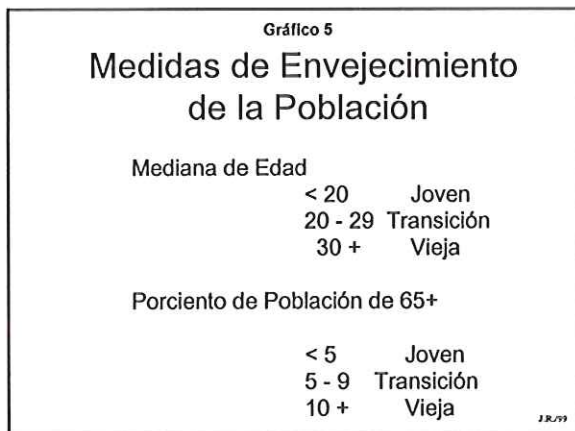 Gráfico 5
Medidas de Envejecimiento
de la Población
Mediana de Edad
< 20 Joven
20 - 29 Transición
30 + Vieja
Porciento de Población de 65+
< 5 Joven
5 - 9 Transición
10 + Vieja
J.R./99